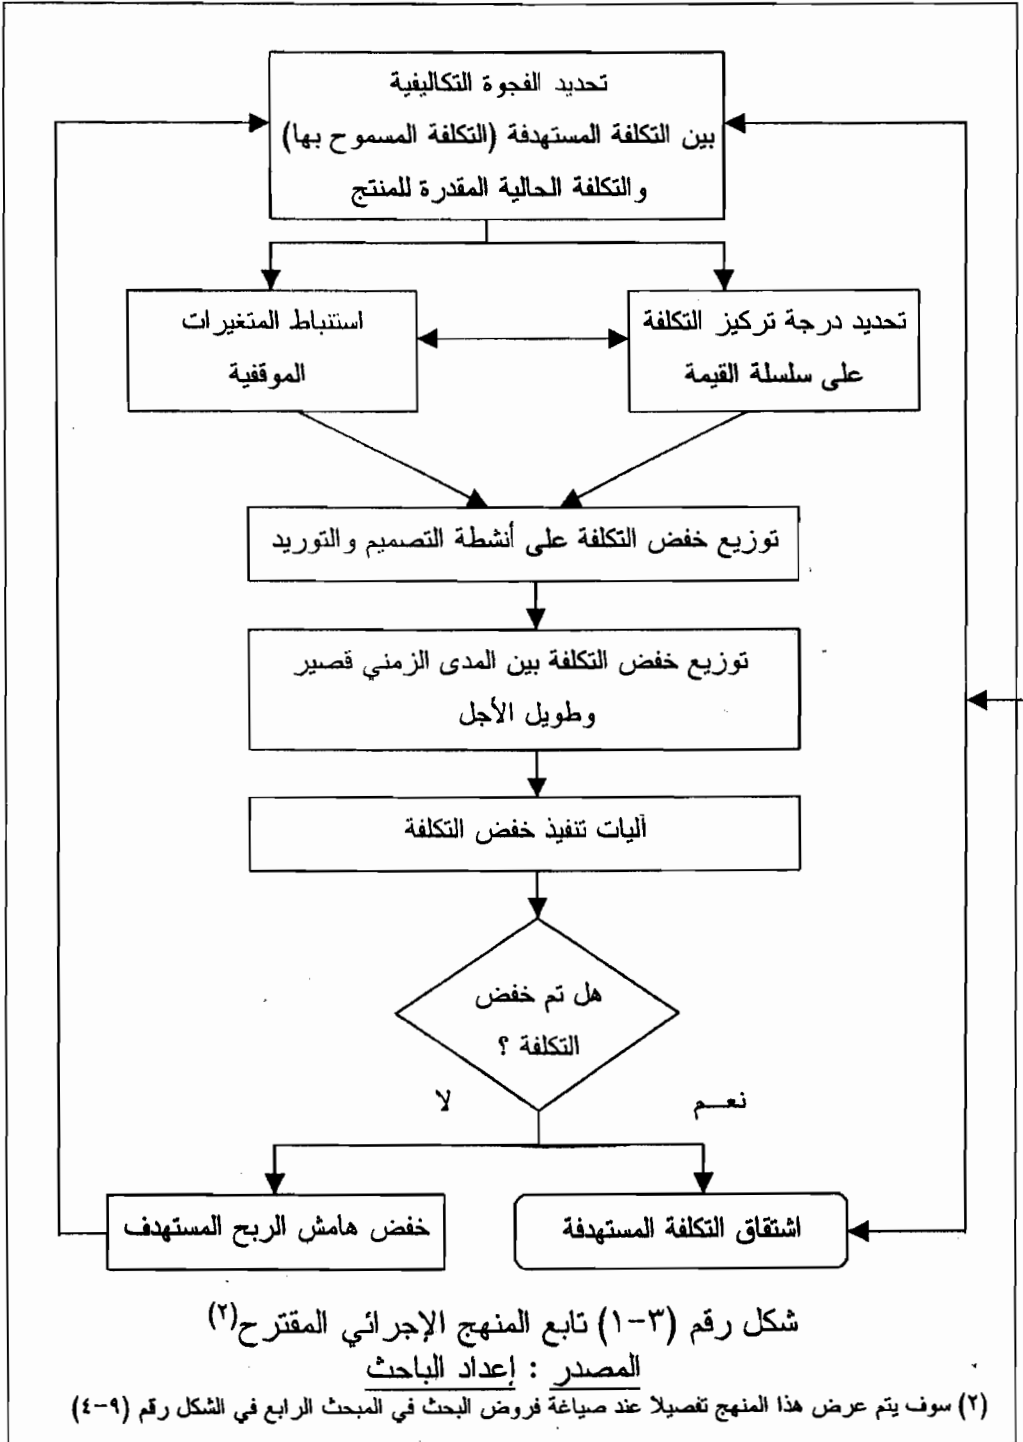 تحديد الفجوة التكاليفية
بين التكلفة المستهدفة (التكلفة المسموح بها)
والتكلفة الحالية المقدرة للمنتج
تحديد درجة تركيز التكلفة
على سلسلة القيمة
استنباط المتغيرات
الموقفية
توزيع خفض التكلفة على أنشطة التصميم والتوريد
توزيع خفض التكلفة بين المدى الزمني قصير
وطويل الأجل
آليات تنفيذ خفض التكلفة
هل تم خفض
التكلفة ؟
نعـــم
لا
اشتقاق التكلفة المستهدفة
خفض هامش الربح المستهدف
شكل رقم (٣-١) تابع المنهج الإجرائي المقترح(٢)
المصدر : إعداد الباحث
(٢) سوف يتم عرض هذا المنهج تفصيلا عند صياغة فروض البحث في المبحث الرابع في الشكل رقم (٩-٤)